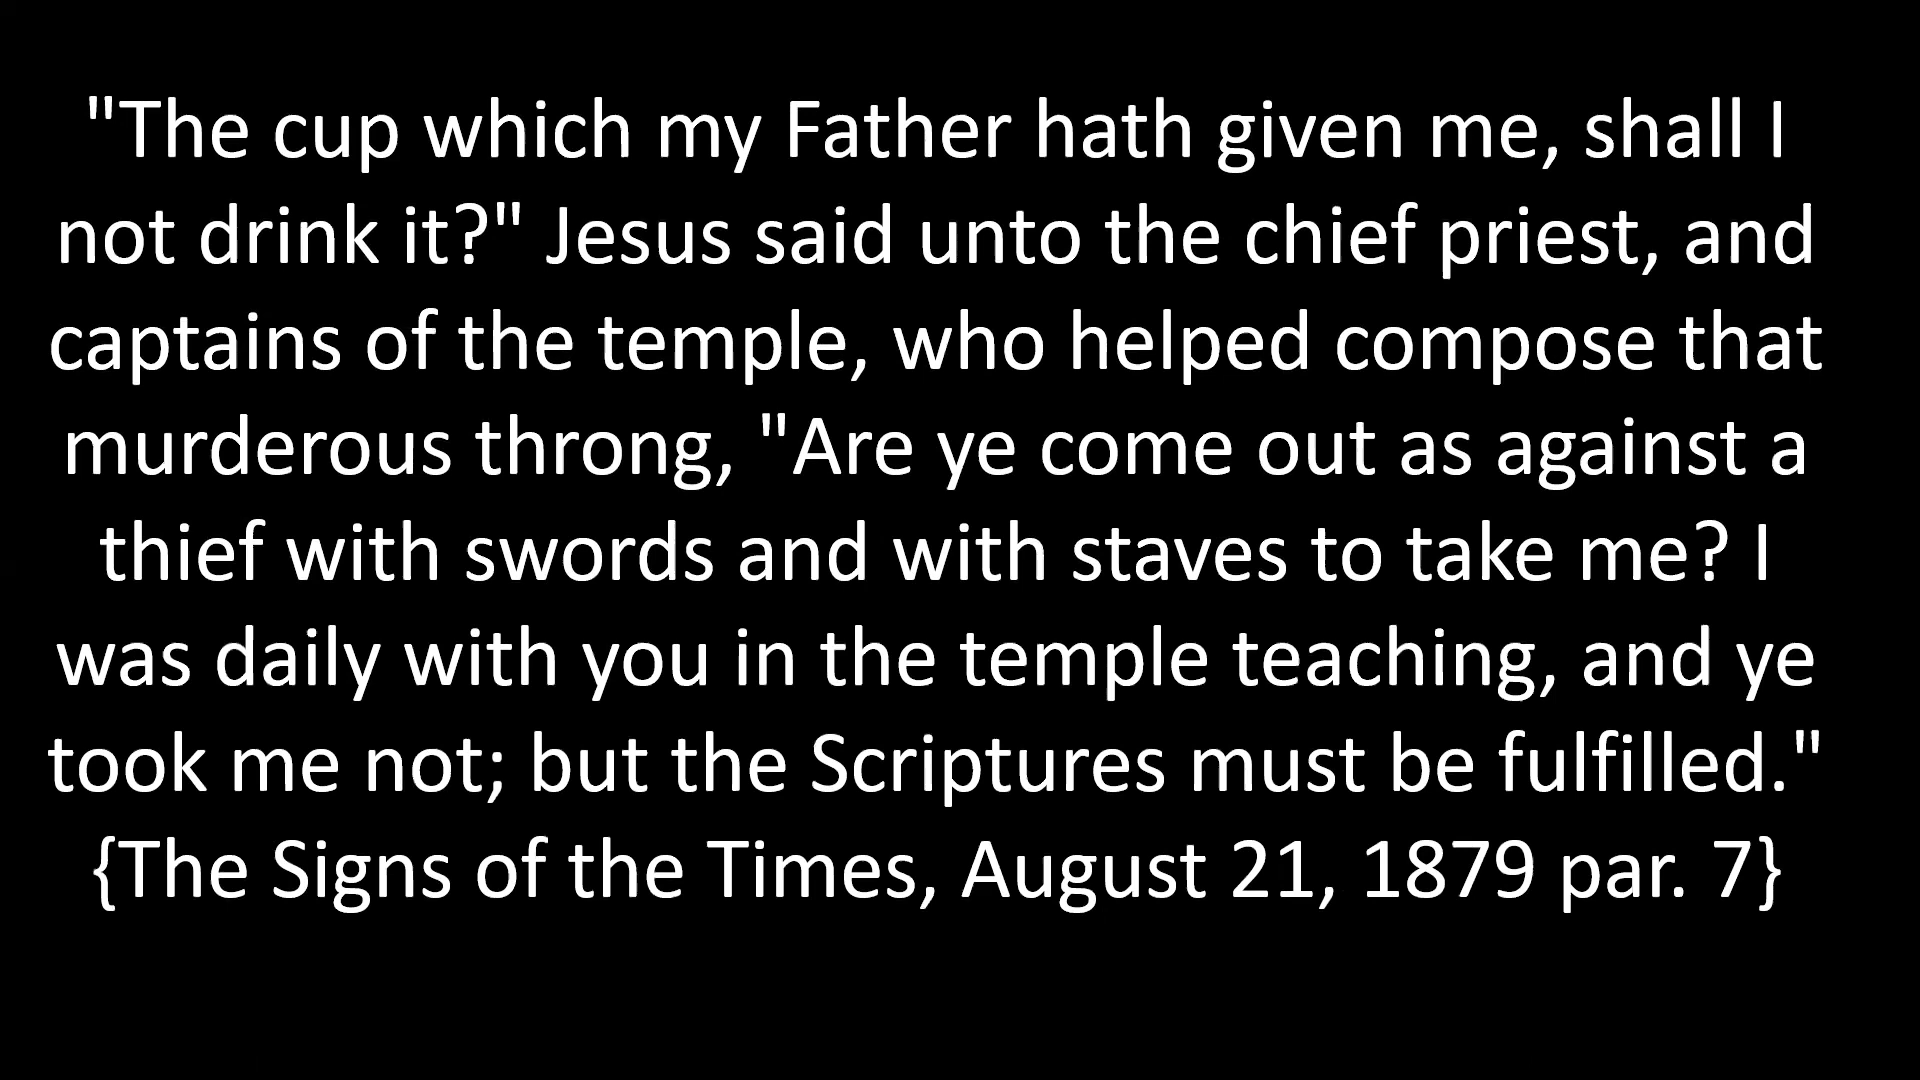 "The cup which my Father hath given me, shall I
not drink it?" Jesus said unto the chief priest, and
captains of the temple, who helped compose that
murderous throng, "Are ye come out as against a
thief with swords and with staves to take me? I
was daily with you in the temple teaching, and ye
took me not; but the Scriptures must be fulfilled."
{The Signs of the Times, August 21, 1879 par. 7}